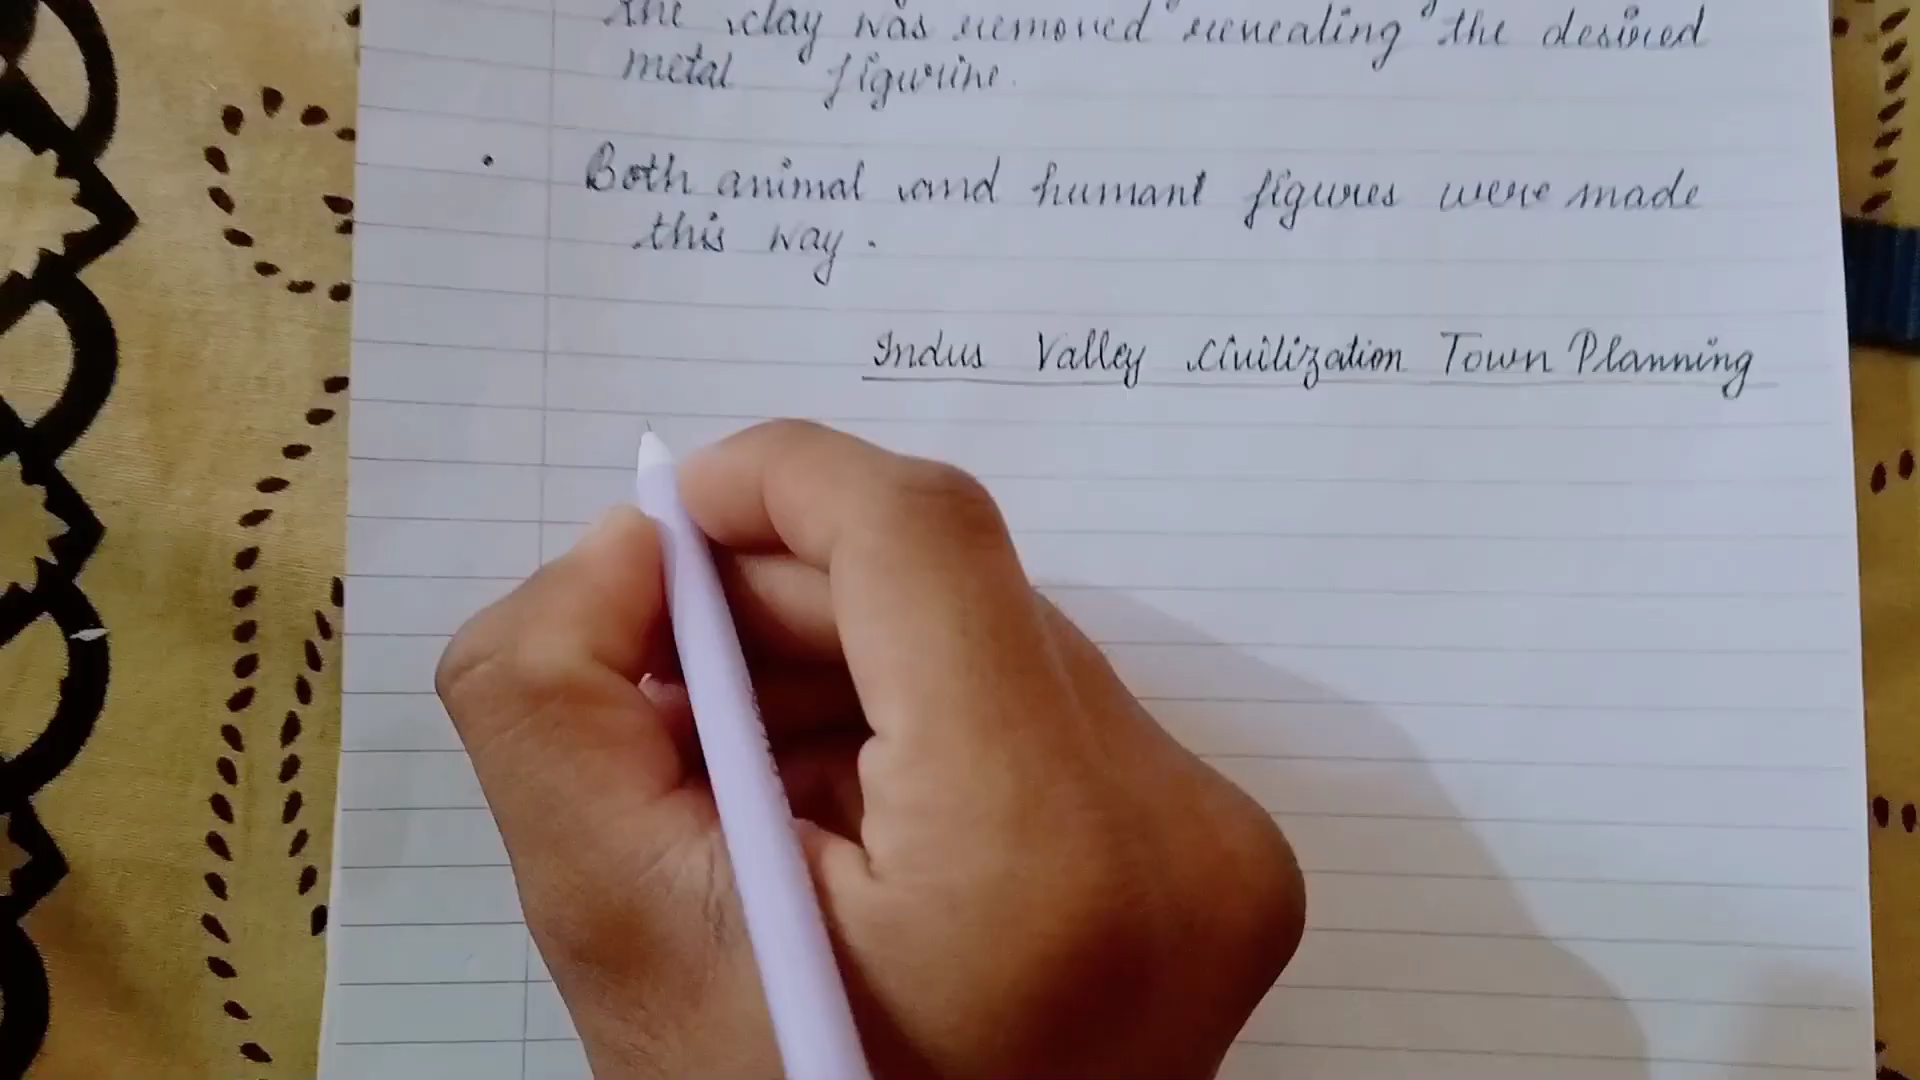 the clay was removed revealing the desired
metal figurine.
• Both animal and humant figures were made
this way.
Indus Valley Civilization Town Planning